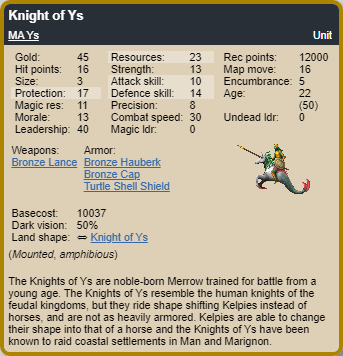 Knight of Ys
MA Ys Unit
Gold: 45 Resources: 23 Rec points: 12000
Hit points: 16 Strength: 13 Map move: 16
Size: 3 Attack skill: 10 Encumbrance: 5
Protection: 17 Defence skill: 14 Age: 22
Magic res: 11 Precision: 8 (50)
Morale: 13 Combat speed: 30 Undead ldr: 0
Leadership: 40 Magic ldr: 0
Weapons: Armor:
Bronze Lance Bronze Hauberk
Bronze Cap
Turtle Shell Shield
Basecost: 10037
Dark vision: 50%
Land shape: ⇔ Knight of Ys
(Mounted, amphibious)
The Knights of Ys are noble-born Merrow trained for battle from a
young age. The Knights of Ys resemble the human knights of the
feudal kingdoms, but they ride shape shifting Kelpies instead of
horses, and are not as heavily armored. Kelpies are able to change
their shape into that of a horse and the Knights of Ys have been
known to raid coastal settlements in Man and Marignon.